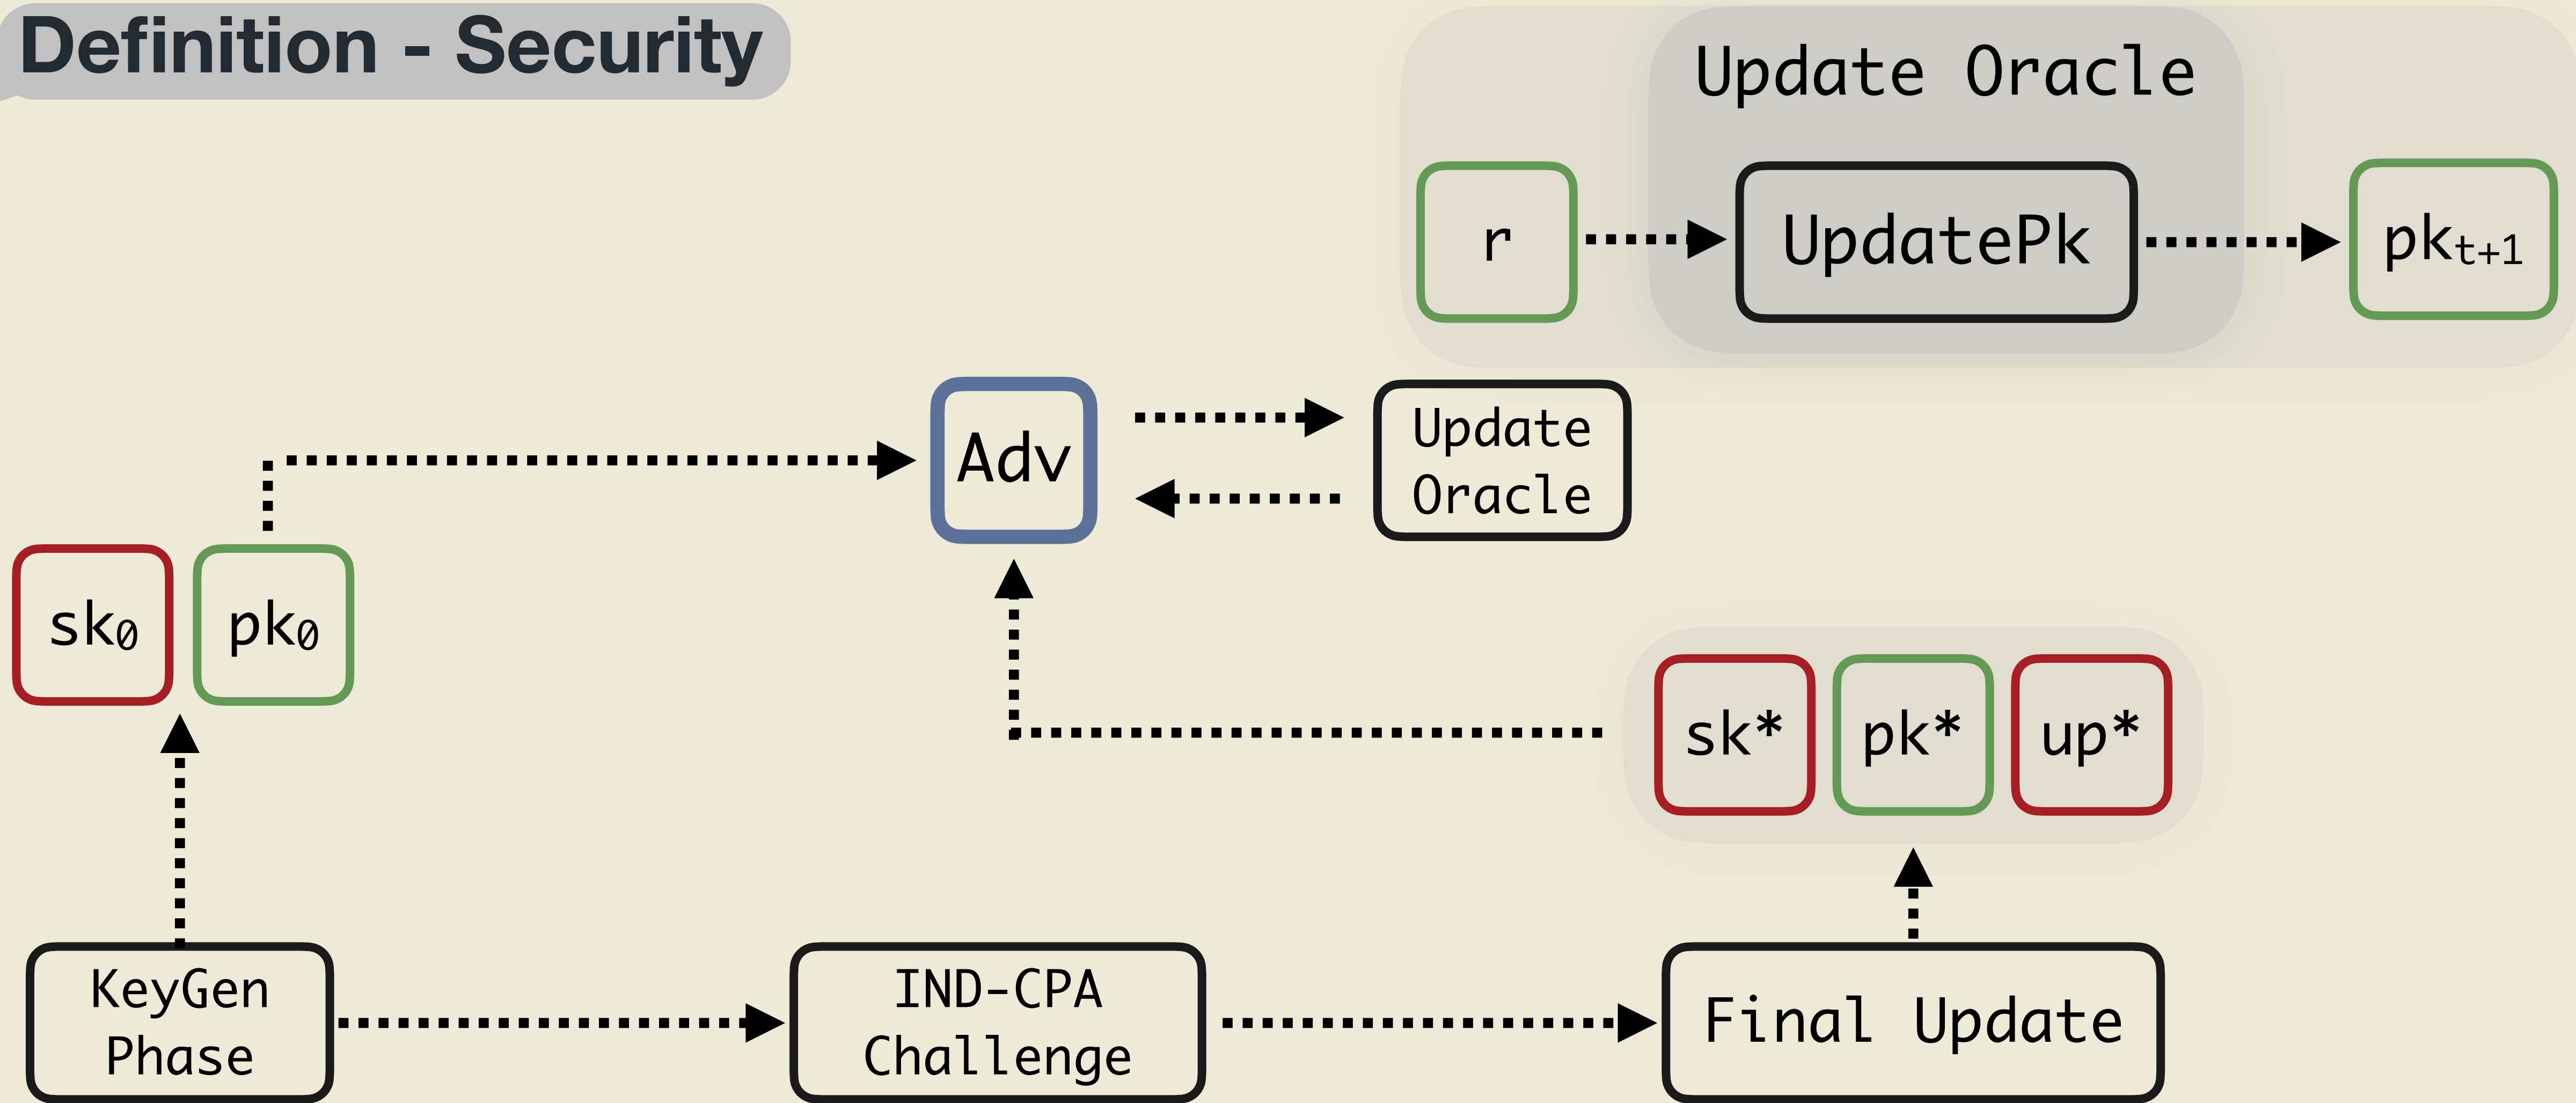 Definition - Security
Update Oracle
r
UpdatePk
pkt+1
Adv
Update
Oracle
sk0
pk0
sk*
pk*
up*
KeyGen
Phase
IND-CPA
Challenge
Final Update